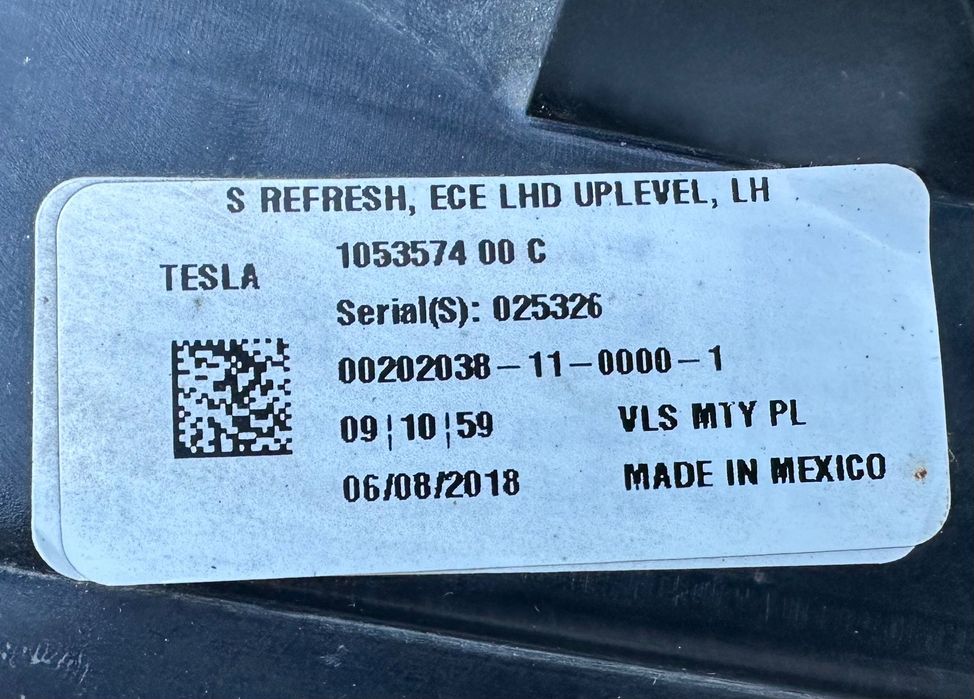 S REFRESH, ECE LHD UPLEVEL, LH
TESLA
1053574 00 C
Serial(S): 025326
00202038-11-0000-1
09¦10¦59 VLS MTY PL
06/08/2018 MADE IN MEXICO